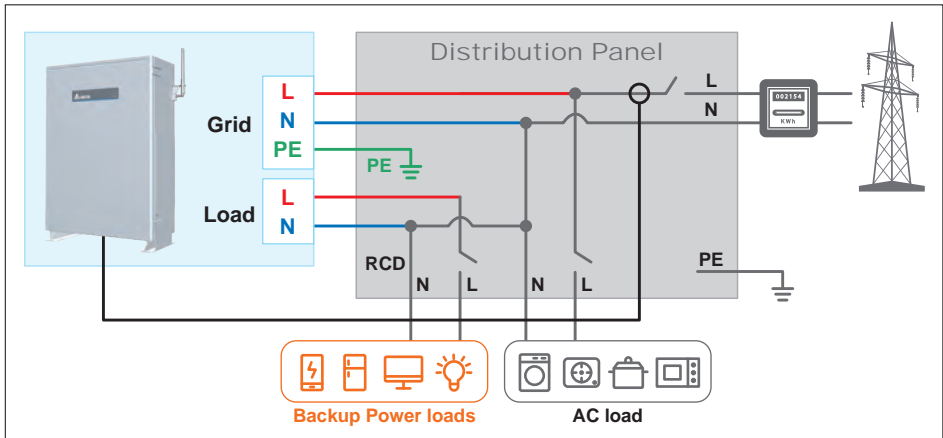 Distribution Panel
L
N
002154
KWh
Grid
L
N
PE
PE
Load
L
N
RCD
N
L
N
L
PE
Backup Power loads
AC load